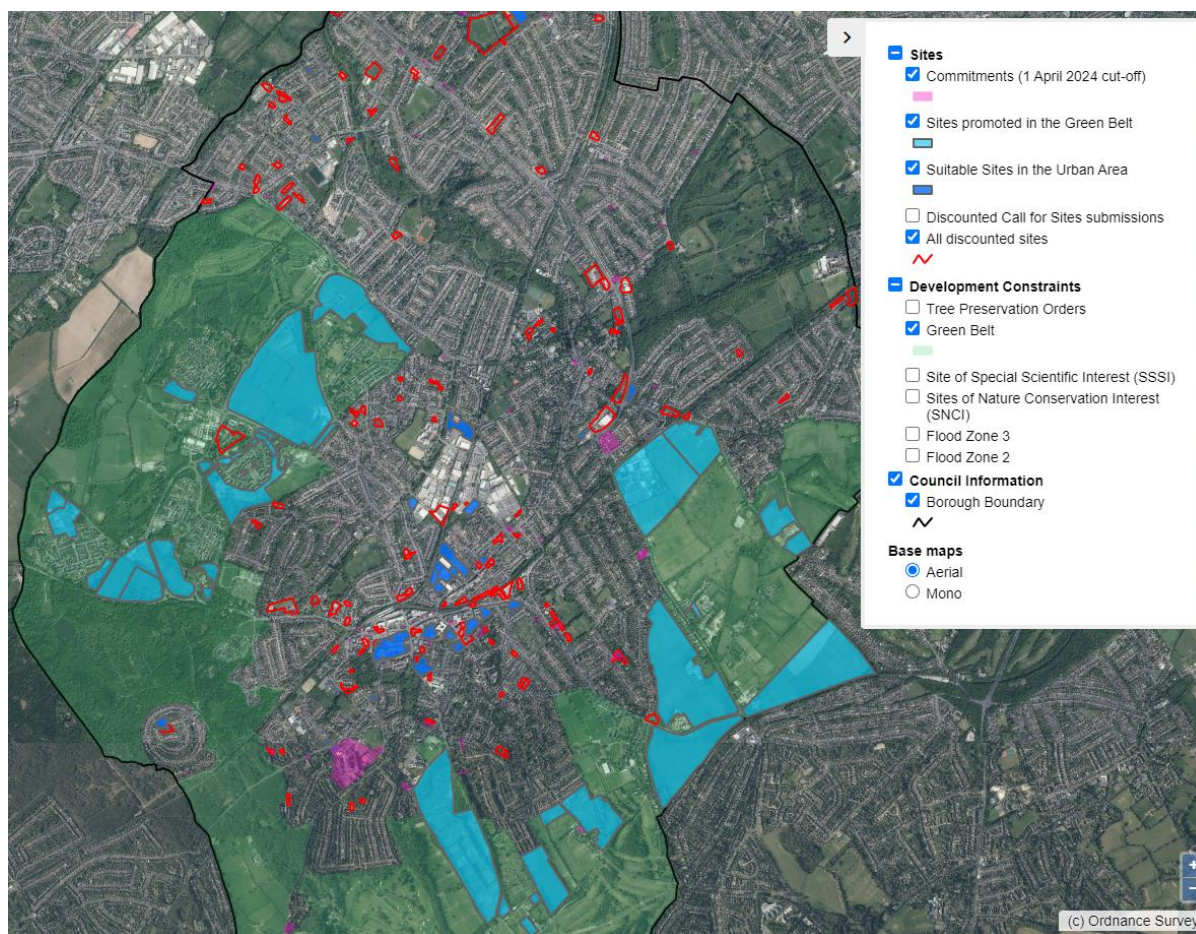 Sites
Commitments (1 April 2024 cut-off)
Sites promoted in the Green Belt
Suitable Sites in the Urban Area
Discounted Call for Sites submissions
All discounted sites
Development Constraints
Tree Preservation Orders
Green Belt
Site of Special Scientific Interest (SSSI)
Sites of Nature Conservation Interest
(SNCI)
Flood Zone 3
Flood Zone 2
Council Information
Borough Boundary
Base maps
Aerial
Mono
(c) Ordnance Survey